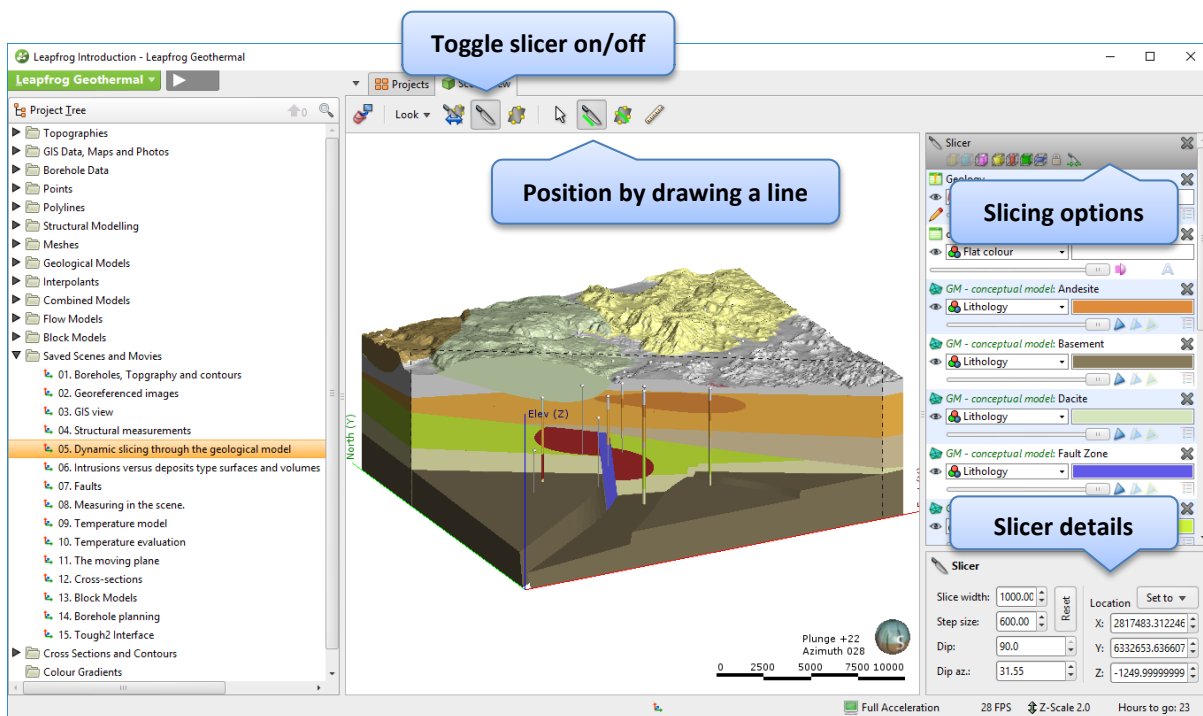 Toggle slicer on/off
Leapfrog Introduction - Leapfrog Geothermal
Leapfrog Geothermal
Projects
Project Tree
0
Look
Topographies
GIS Data, Maps and Photos
Borehole Data
Points
Polylines
Structural Modelling
Meshes
Geological Models
Interpolants
Combined Models
Flow Models
Block Models
Saved Scenes and Movies
01. Boreholes, Topography and contours
02. Georeferenced images
03. GIS view
04. Structural measurements
05. Dynamic slicing through the geological model
06. Intrusions versus deposits type surfaces and volumes
07. Faults
08. Measuring in the scene.
09. Temperature model
10. Temperature evaluation
11. The moving plane
12. Cross-sections
13. Block Models
14. Borehole planning
15. Tough2 Interface
Cross Sections and Contours
Colour Gradients
Position by drawing a line
Elev (Z)
North (Y)
Plunge +22
Azimuth 028
S
0 2500 5000 7500 10000
Slicer
Geology
Slicing options
Flat colour
A
GM - conceptual model: Andesite
Lithology
GM - conceptual model: Basement
Lithology
GM - conceptual model: Dacite
Lithology
GM - conceptual model: Fault Zone
Lithology
Slicer details
Slicer
Slice width: 1000.00
Reset
Location
Set to
Step size: 600.00
X: 2817483.312246
Dip: 90.0
Y: 6332653.636607
Dip az.: 31.55
Z: -1249.99999999
Full Acceleration
28 FPS
Z-Scale 2.0
Hours to go: 23